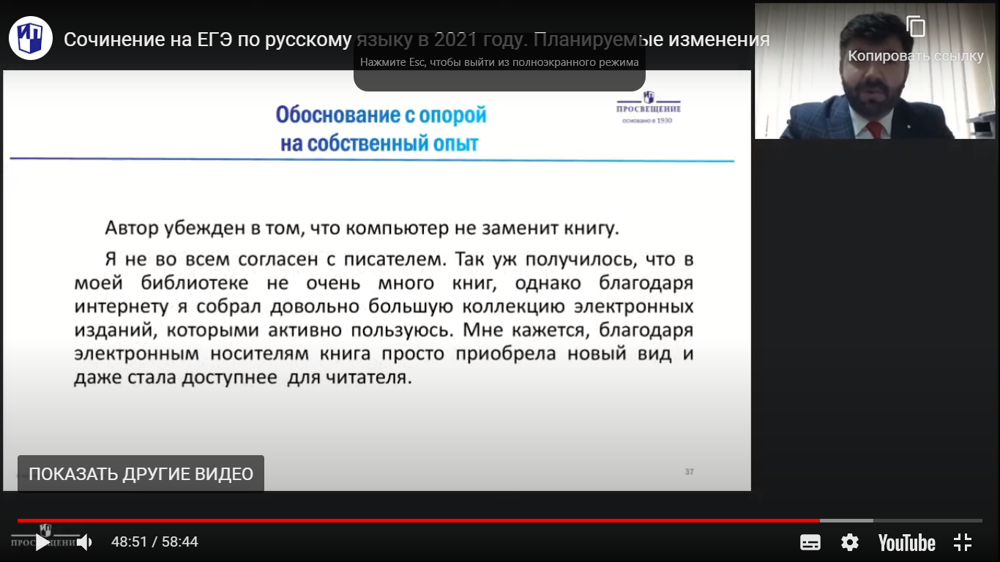 Сочинение на ЕГЭ по русскому языку в 2021 году. Планируемые изменения
Копировать ссылку
Нажмите Esc, чтобы выйти из полноэкранного режима
ПРОСВЕЩЕНИЕ
основано в 1930
Обоснование с опорой
на собственный опыт
Автор убежден в том, что компьютер не заменит книгу.
Я не во всем согласен с писателем. Так уж получилось, что в
моей библиотеке не очень много книг, однако благодаря
интернету я собрал довольно большую коллекцию электронных
изданий, которыми активно пользуюсь. Мне кажется, благодаря
электронным носителям книга просто приобрела новый вид и
даже стала доступнее для читателя.
ПОКАЗАТЬ ДРУГИЕ ВИДЕО
37
ПРОСВЕЩЕНИЕ
48:51 / 58:44
YouTube